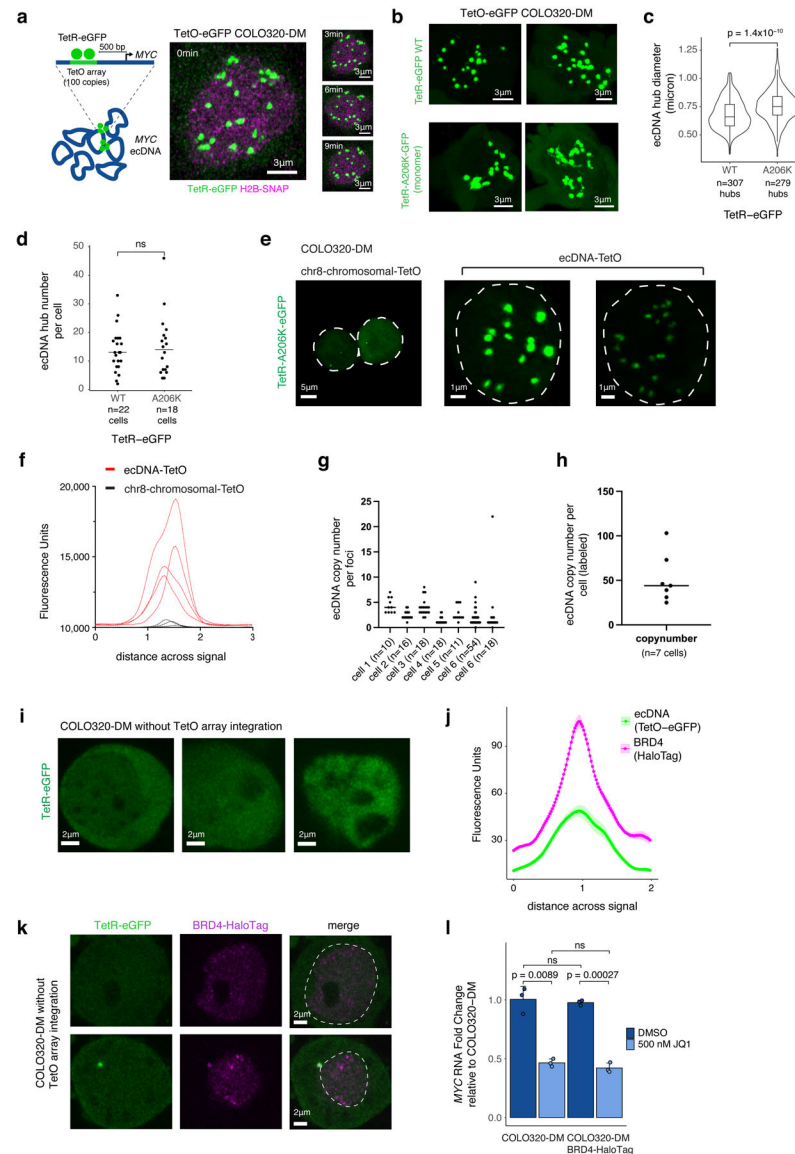 a
TetR-eGFP
500 bp
MYC
TetO array
(100 copies)
MYC
ecDNA
TetO-eGFP COLO320-DM
0min
3μm
TetR-eGFP H2B-SNAP
3min
3μm
6min
3μm
9min
3μm
b
TetO-eGFP COLO320-DM
TetR-eGFP WT
3μm
3μm
TetR-A206K-GFP
(monomer)
3μm
3μm
c
p = 1.4x10⁻¹⁰
ecDNA hub diameter
(micron)
1.25
1.00
0.75
0.50
WT
n=307
hubs
A206K
n=279
hubs
TetR−eGFP
d
ns
ecDNA hub number
per cell
50
40
30
20
10
0
WT
n=22
cells
A206K
n=18
cells
TetR−eGFP
e
COLO320-DM
chr8-chromosomal-TetO
ecDNA-TetO
TetR-A206K-eGFP
5μm
1μm
1μm
f
ecDNA-TetO
chr8-chromosomal-TetO
Fluorescence Units
20,000
15,000
10,000
0
1
2
3
distance across signal
g
ecDNA copy number
per foci
25
20
15
10
5
0
cell 1 (n=10)
cell 2 (n=16)
cell 3 (n=18)
cell 4 (n=18)
cell 5 (n=11)
cell 6 (n=54)
cell 6 (n=18)
h
ecDNA copy number per
cell (labeled)
150
100
50
0
copynumber
(n=7 cells)
i
COLO320-DM without TetO array integration
TetR-eGFP
2μm
2μm
2μm
j
ecDNA
(TetO−eGFP)
BRD4
(HaloTag)
Fluorescence Units
90
60
30
0
1
2
distance across signal
k
TetR-eGFP
BRD4-HaloTag
merge
COLO320-DM without
TetO array integration
2μm
2μm
l
ns
ns
p = 0.0089
p = 0.00027
MYC RNA Fold Change
relative to COLO320−DM
1.0
0.5
0.0
DMSO
500 nM JQ1
COLO320-DM
COLO320-DM
BRD4-HaloTag